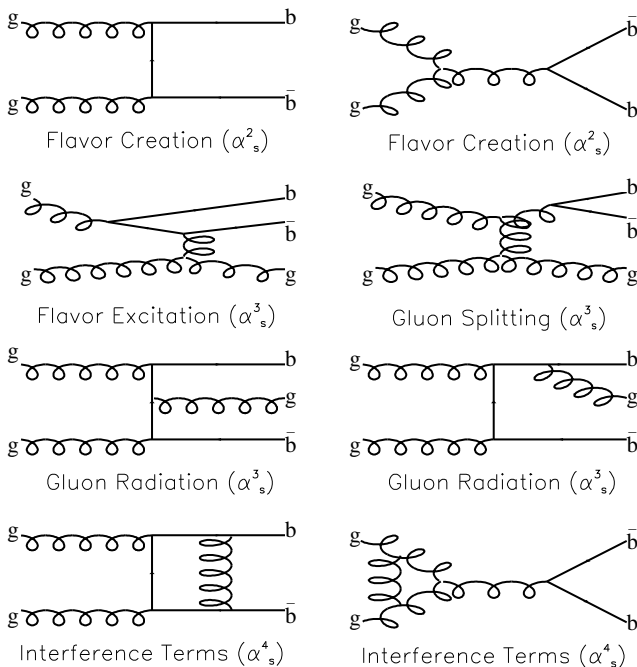 g b
g b̄
Flavor Creation (α²ₛ)
g b̄
g b
Flavor Creation (α²ₛ)
g b
b̄
g g
Flavor Excitation (α³ₛ)
g b
b̄
g g
Gluon Splitting (α³ₛ)
g b
g
g b̄
Gluon Radiation (α³ₛ)
g b
g
g b̄
Gluon Radiation (α³ₛ)
g b
g b̄
Interference Terms (α⁴ₛ)
g b̄
g b
Interference Terms (α⁴ₛ)